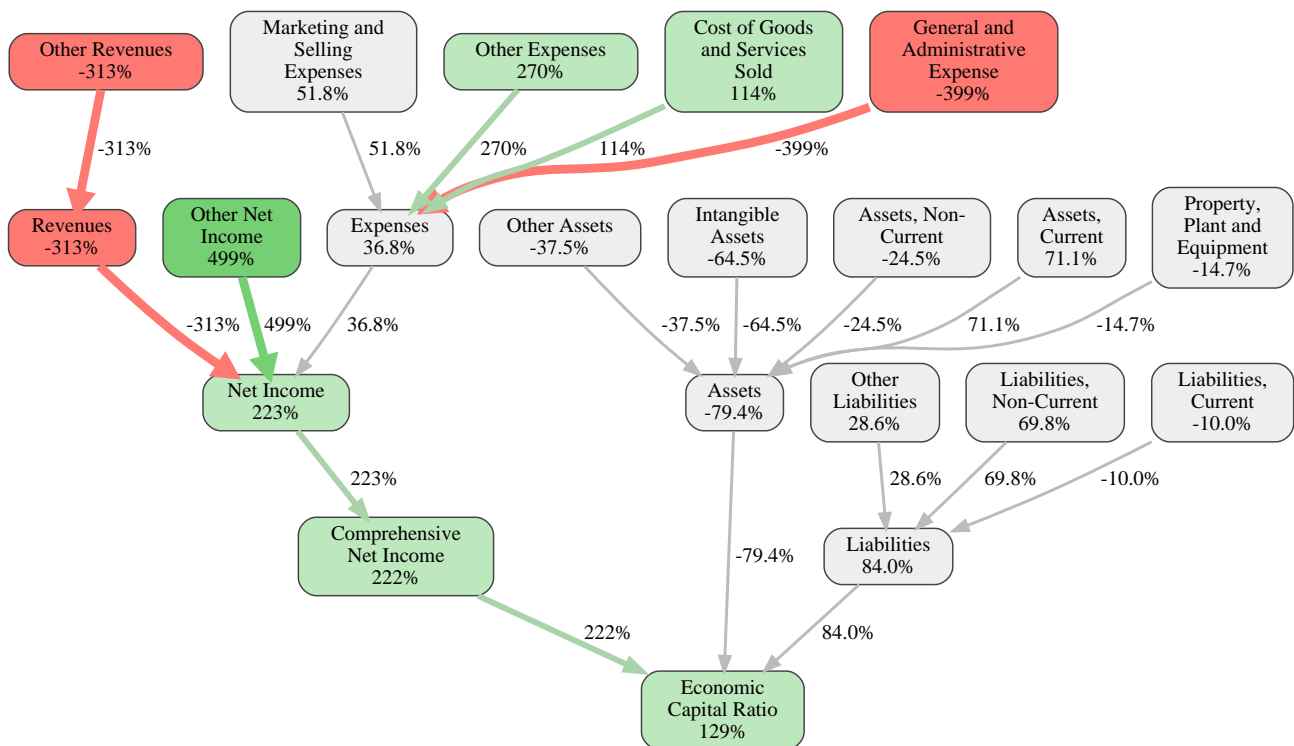 Other Revenues
-313%
Marketing and
Selling
Expenses
51.8%
Other Expenses
270%
Cost of Goods
and Services
Sold
114%
General and
Administrative
Expense
-399%
-313%
51.8%
270%
114%
-399%
Revenues
-313%
Other Net
Income
499%
Expenses
36.8%
Other Assets
-37.5%
Intangible
Assets
-64.5%
Assets, Non-
Current
-24.5%
Assets,
Current
71.1%
Property,
Plant and
Equipment
-14.7%
-313%
499%
36.8%
-37.5%
-64.5%
-24.5%
71.1%
-14.7%
Net Income
223%
Assets
-79.4%
Other
Liabilities
28.6%
Liabilities,
Non-Current
69.8%
Liabilities,
Current
-10.0%
223%
28.6%
69.8%
-10.0%
Comprehensive
Net Income
222%
-79.4%
Liabilities
84.0%
222%
84.0%
Economic
Capital Ratio
129%